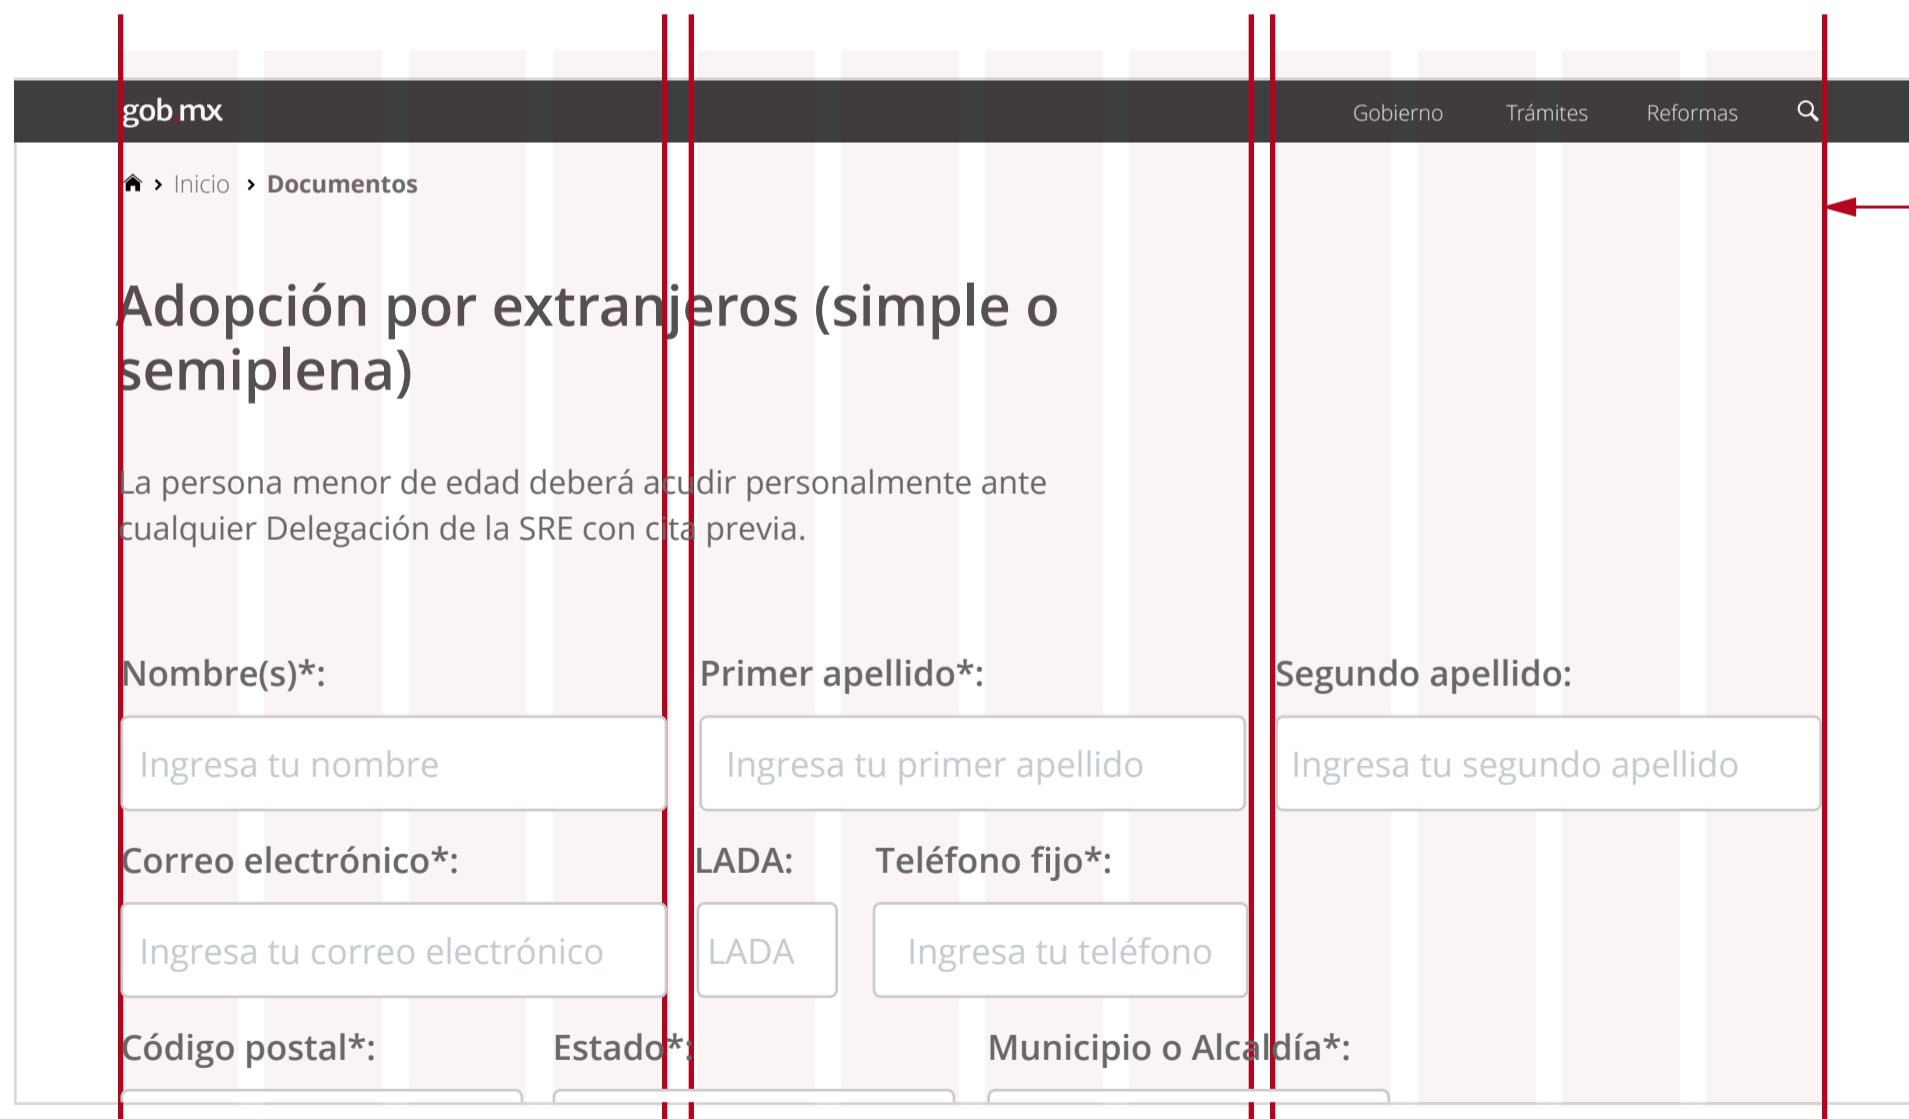 gob.mx
Gobierno Trámites Reformas
Inicio Documentos
Adopción por extranjeros (simple o
semiplena)
La persona menor de edad deberá acudir personalmente ante
cualquier Delegación de la SRE con cita previa.
Nombre(s)*: Primer apellido*: Segundo apellido:
Ingresa tu nombre Ingresa tu primer apellido Ingresa tu segundo apellido
Correo electrónico*: LADA: Teléfono fijo*:
Ingresa tu correo electrónico LADA Ingresa tu teléfono
Código postal*: Estado*: Municipio o Alcaldía*: